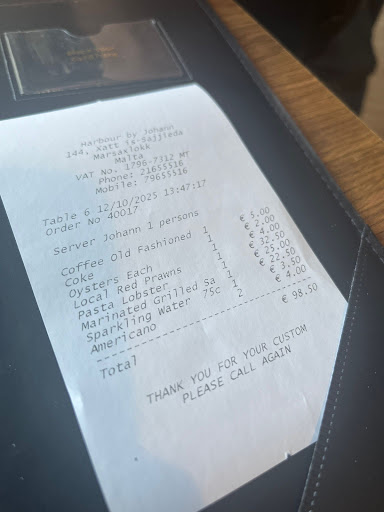 Harbour by Johann
144, Xatt is-Sajjieda
Marsaxlokk
Malta
VAT No. 1796-7312 MT
Phone: 21655516
Mobile: 79655516
Table 6 12/10/2025 13:47:17
Order No 40017
Server Johann 1 persons
Coffee Old Fashioned 1 € 5.00
Coke 1 € 2.00
Oysters Each 1 € 4.00
Local Red Prawns 1 € 32.50
Pasta Lobster 1 € 25.00
Marinated Grilled Sa 1 € 22.50
Sparkling Water 75c 1 € 3.50
Americano 2 € 4.00
Total € 98.50
THANK YOU FOR YOUR CUSTOM
PLEASE CALL AGAIN